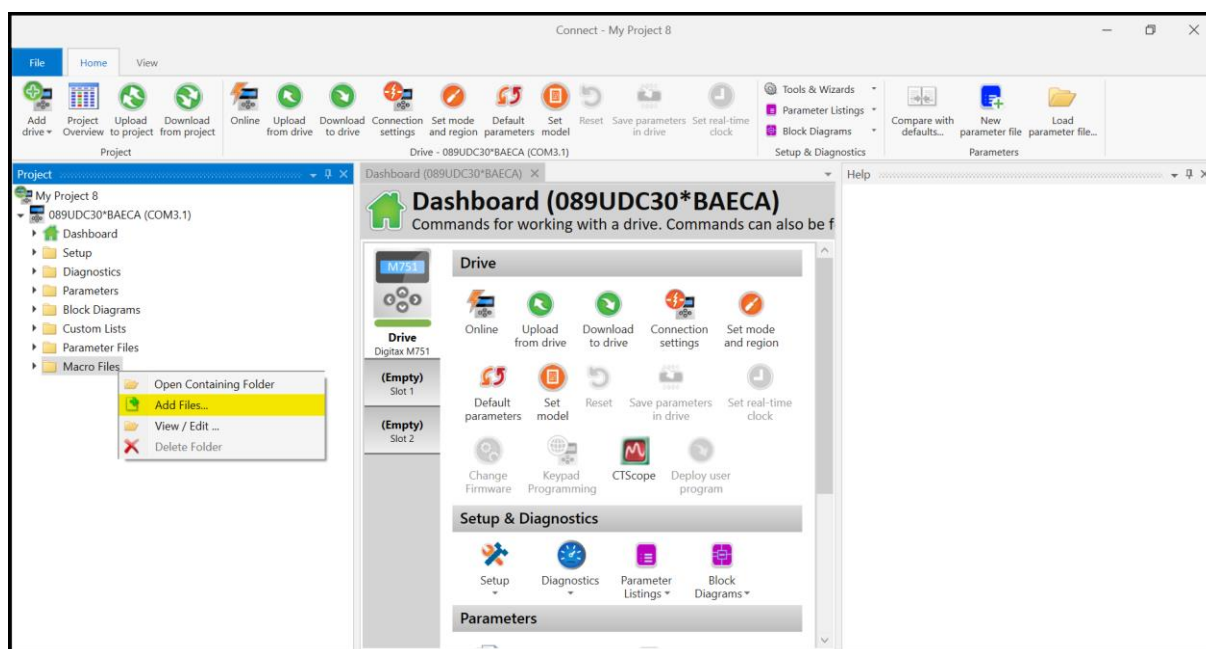 Connect - My Project 8
File Home View
Add drive
Project Overview
Upload to project
Download from project
Online
Upload from drive
Download to drive
Connection settings
Set mode and region
Default parameters
Set model
Reset
Save parameters in drive
Set real-time clock
Tools & Wizards
Parameter Listings
Block Diagrams
Compare with defaults...
New parameter file
Load parameter file...
Project
Drive - 089UDC30*BAECA (COM3.1)
Setup & Diagnostics
Parameters
Project
My Project 8
089UDC30*BAECA (COM3.1)
Dashboard
Setup
Diagnostics
Parameters
Block Diagrams
Custom Lists
Parameter Files
Macro Files
Open Containing Folder
Add Files...
View / Edit ...
Delete Folder
Dashboard (089UDC30*BAECA)
Dashboard (089UDC30*BAECA)
Commands for working with a drive. Commands can also be f
M751
Drive
Digitax M751
(Empty)
Slot 1
(Empty)
Slot 2
Drive
Online
Upload from drive
Download to drive
Connection settings
Set mode and region
Default parameters
Set model
Reset
Save parameters in drive
Set real-time clock
Change Firmware
Keypad Programming
CTScope
Deploy user program
Setup & Diagnostics
Setup
Diagnostics
Parameter Listings
Block Diagrams
Parameters
Help